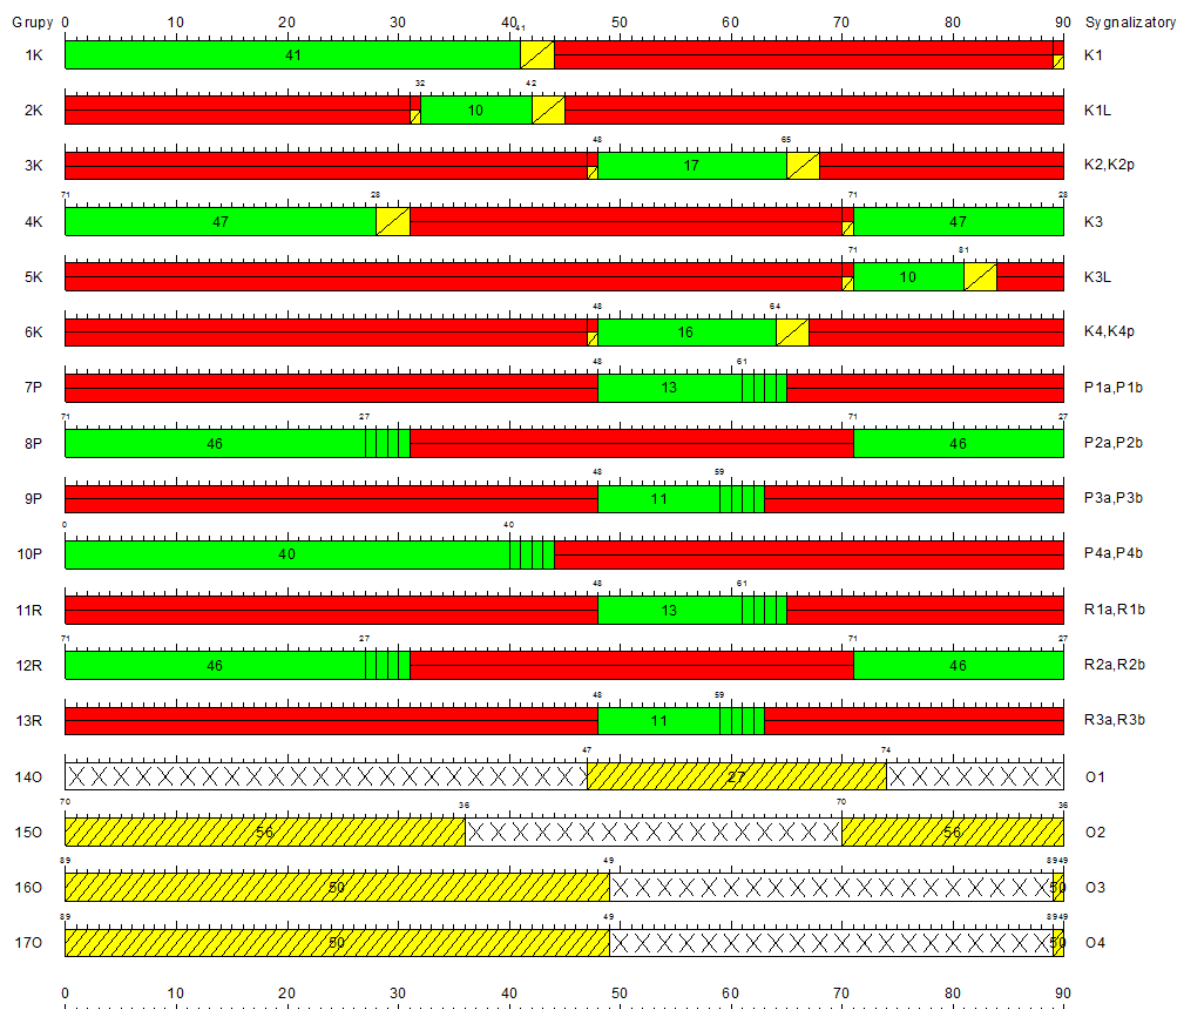 Grupy 0 10 20 30 40 50 60 70 80 90 Sygnalizatory
41
1K 41 K1
32 42
2K 10 K1L
48 65
3K 17 K2,K2p
71 28 71 28
4K 47 47 K3
71 81
5K 10 K3L
48 64
6K 16 K4,K4p
48 61
7P 13 P1a,P1b
71 27 71 27
8P 46 46 P2a,P2b
48 59
9P 11 P3a,P3b
0 40
10P 40 P4a,P4b
48 61
11R 13 R1a,R1b
71 27 71 27
12R 46 46 R2a,R2b
48 59
13R 11 R3a,R3b
47 74
14O 27 O1
70 36 70 36
15O 56 56 O2
89 49 89 49
16O 50 50 O3
89 49 89 49
17O 50 50 O4
0 10 20 30 40 50 60 70 80 90